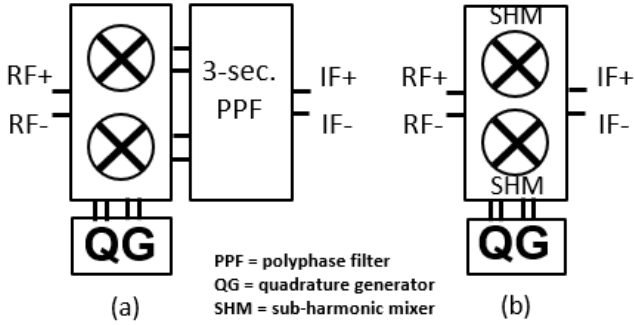 SHM
RF+
RF-
3-sec.
PPF
IF+
IF-
QG
(a)
RF+
RF-
IF+
IF-
SHM
QG
(b)
PPF = polyphase filter
QG = quadrature generator
SHM = sub-harmonic mixer